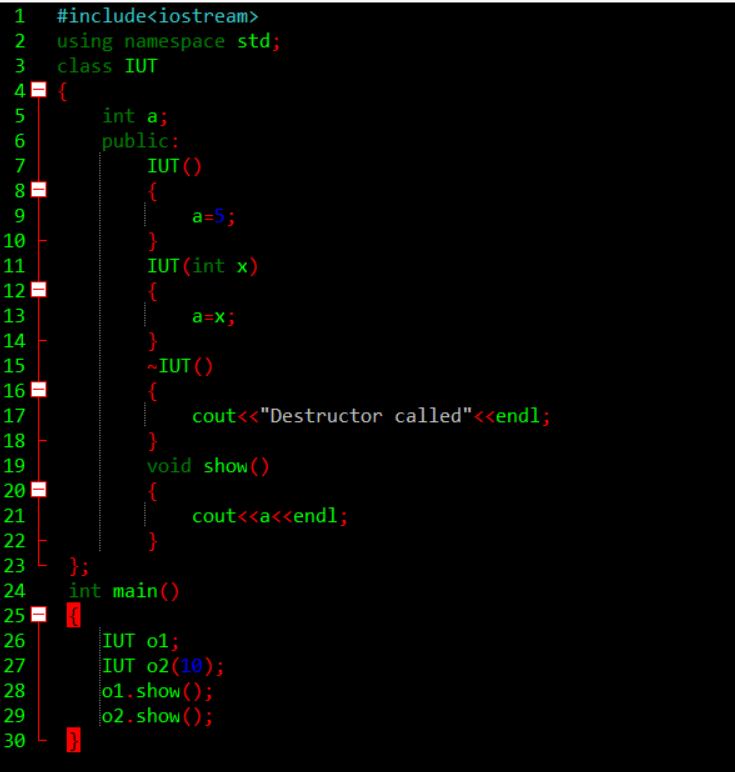 1 #include<iostream>
2 using namespace std;
3 class IUT
4 {
5 int a;
6 public:
7 IUT()
8 {
9 a=5;
10 }
11 IUT(int x)
12 {
13 a=x;
14 }
15 ~IUT()
16 {
17 cout<<"Destructor called"<<endl;
18 }
19 void show()
20 {
21 cout<<a<<endl;
22 }
23 };
24 int main()
25 {
26 IUT o1;
27 IUT o2(10);
28 o1.show();
29 o2.show();
30 }